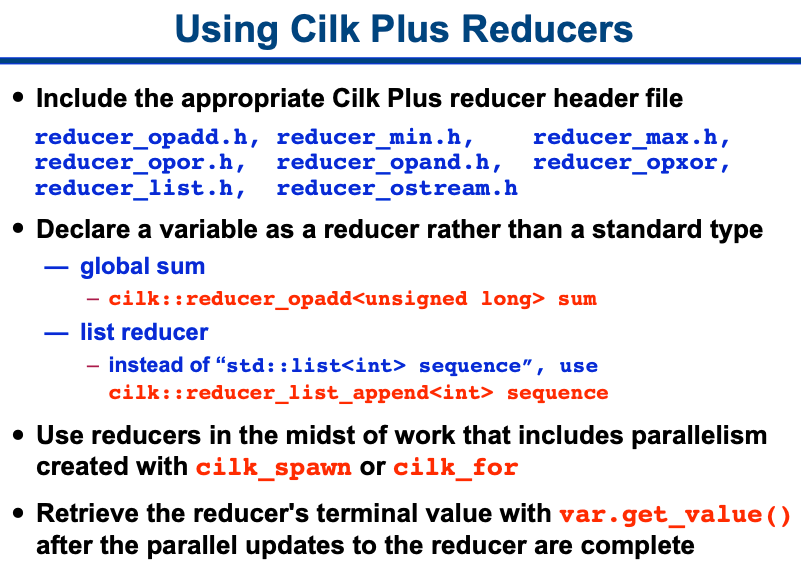 Using Cilk Plus Reducers
• Include the appropriate Cilk Plus reducer header file
reducer_opadd.h, reducer_min.h, reducer_max.h,
reducer_opor.h, reducer_opand.h, reducer_opxor,
reducer_list.h, reducer_ostream.h
• Declare a variable as a reducer rather than a standard type
— global sum
– cilk::reducer_opadd<unsigned long> sum
— list reducer
– instead of “std::list<int> sequence”, use
cilk::reducer_list_append<int> sequence
• Use reducers in the midst of work that includes parallelism
created with cilk_spawn or cilk_for
• Retrieve the reducer's terminal value with var.get_value()
after the parallel updates to the reducer are complete